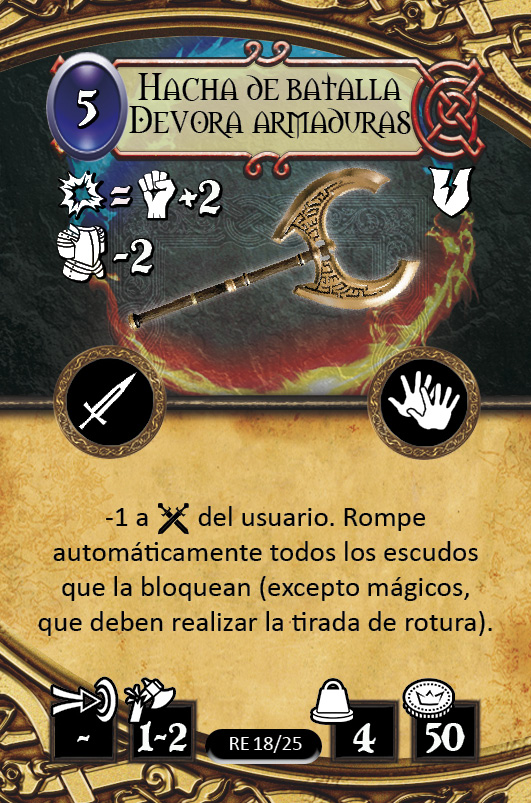 5
HACHA DE BATALLA
DEVORA ARMADURAS
= +2
-2
-1 a del usuario. Rompe
automáticamente todos los escudos
que la bloquean (excepto mágicos,
que deben realizar la tirada de rotura).
- 1-2 RE 18/25 4 50